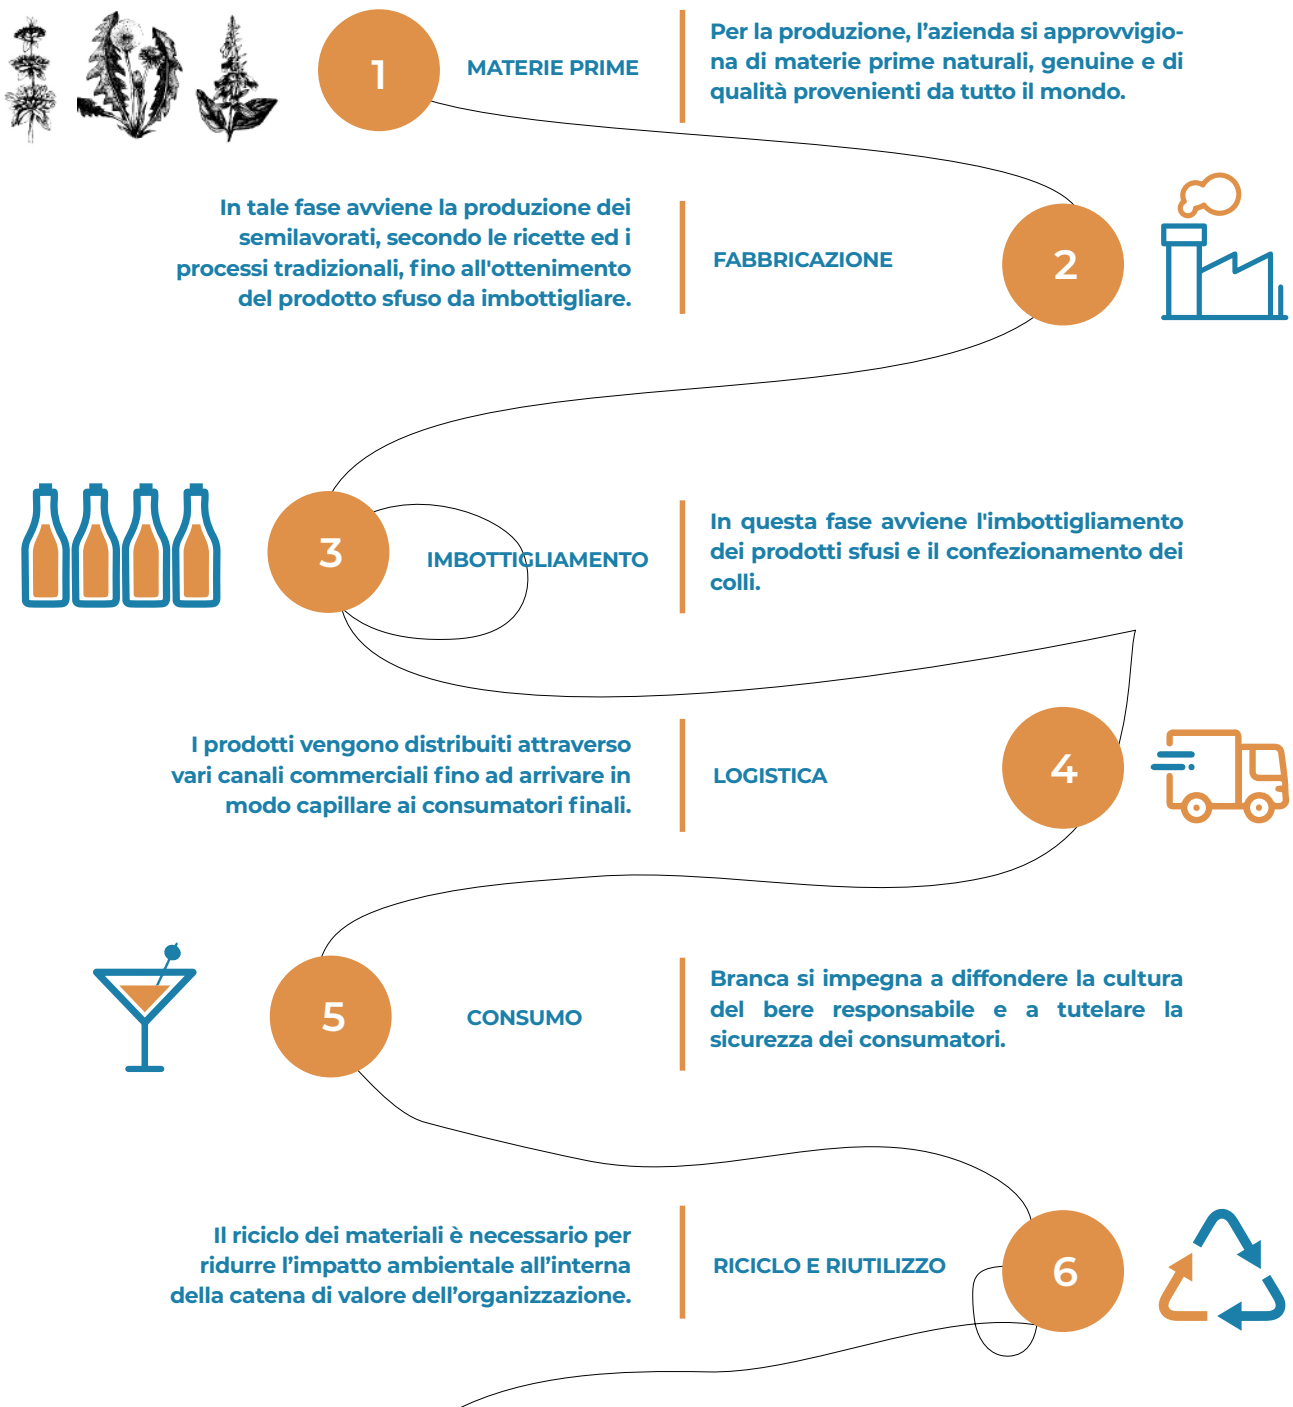 1
MATERIE PRIME
Per la produzione, l’azienda si approvvigio-
na di materie prime naturali, genuine e di
qualità provenienti da tutto il mondo.
In tale fase avviene la produzione dei
semilavorati, secondo le ricette ed i
processi tradizionali, fino all'ottenimento
del prodotto sfuso da imbottigliare.
FABBRICAZIONE
2
3
IMBOTTIGLIAMENTO
In questa fase avviene l'imbottigliamento
dei prodotti sfusi e il confezionamento dei
colli.
I prodotti vengono distribuiti attraverso
vari canali commerciali fino ad arrivare in
modo capillare ai consumatori finali.
LOGISTICA
4
5
CONSUMO
Branca si impegna a diffondere la cultura
del bere responsabile e a tutelare la
sicurezza dei consumatori.
Il riciclo dei materiali è necessario per
ridurre l’impatto ambientale all’interna
della catena di valore dell’organizzazione.
RICICLO E RIUTILIZZO
6